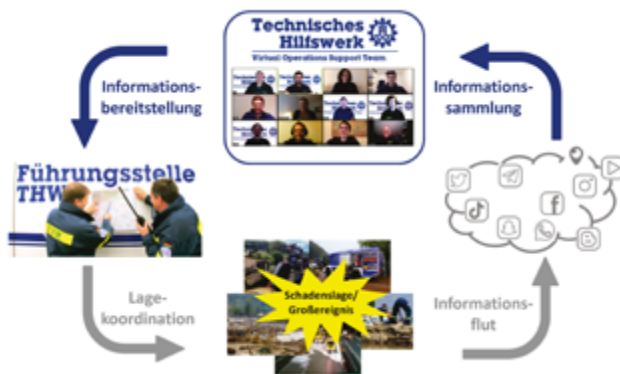 Technisches
Hilfswerk
Virtual Operations Support Team
Informations-
bereitstellung
Informations-
sammlung
Führungsstelle
THW
Schadenslage/
Großereignis
Lage-
koordination
Informations-
flut